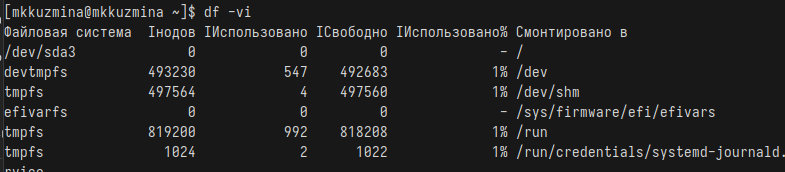 [mkkuzmina@mkkuzmina ~]$ df -vi
Файловая система Iнодов IИспользовано IСвободно IИспользовано% Смонтировано в
/dev/sda3 0 0 0 - /
devtmpfs 493230 547 492683 1% /dev
tmpfs 497564 4 497560 1% /dev/shm
efivarfs 0 0 0 - /sys/firmware/efi/efivars
tmpfs 819200 992 818208 1% /run
tmpfs 1024 2 1022 1% /run/credentials/systemd-journald.
rvice